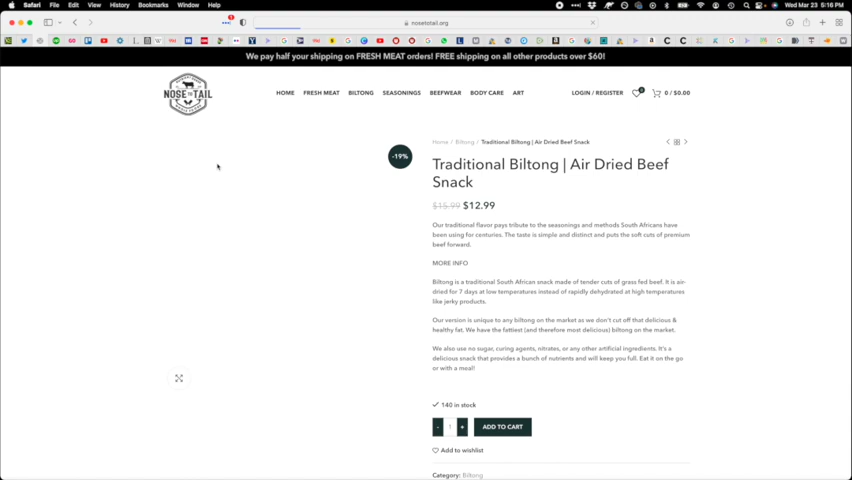 Safari File Edit View History Bookmarks Window Help
Wed Mar 23 5:16 PM
nosetotail.org
We pay half your shipping on FRESH MEAT orders! FREE shipping on all other products over $60!
NOSE TO TAIL
HOME FRESH MEAT BILTONG SEASONINGS BEEFWEAR BODY CARE ART
LOGIN / REGISTER 0 0 / $0.00
Home / Biltong / Traditional Biltong | Air Dried Beef Snack
-19%
Traditional Biltong | Air Dried Beef
Snack
$15.99 $12.99
Our traditional flavor pays tribute to the seasonings and methods South Africans have
been using for centuries. The taste is simple and distinct and puts the soft cuts of premium
beef forward.
MORE INFO
Biltong is a traditional South African snack made of tender cuts of grass fed beef. It is air-
dried for 7 days at low temperatures instead of rapidly dehydrated at high temperatures
like jerky products.
Our version is unique to any biltong on the market as we don't cut off that delicious &
healthy fat. We have the fattiest (and therefore most delicious) biltong on the market.
We also use no sugar, curing agents, nitrates, or any other artificial ingredients. It's a
delicious snack that provides a bunch of nutrients and will keep you full. Eat it on the go
or with a meal!
140 in stock
- 1 + ADD TO CART
Add to wishlist
Category: Biltong